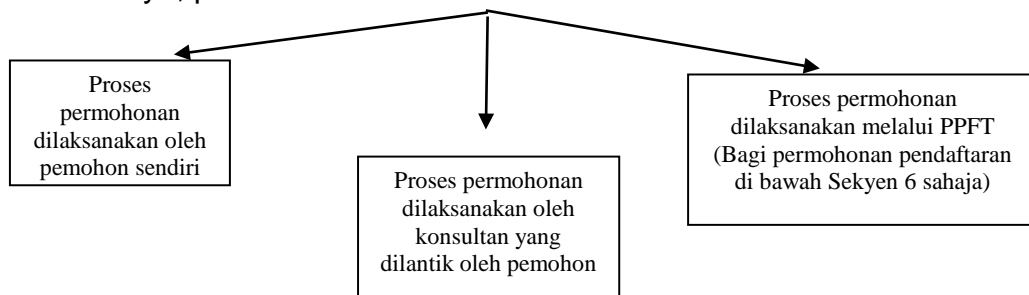 Proses
permohonan
dilaksanakan oleh
pemohon sendiri
Proses permohonan
dilaksanakan oleh
konsultan yang
dilantik oleh pemohon
Proses permohonan
dilaksanakan melalui PPFT
(Bagi permohonan pendaftaran
di bawah Sekyen 6 sahaja)